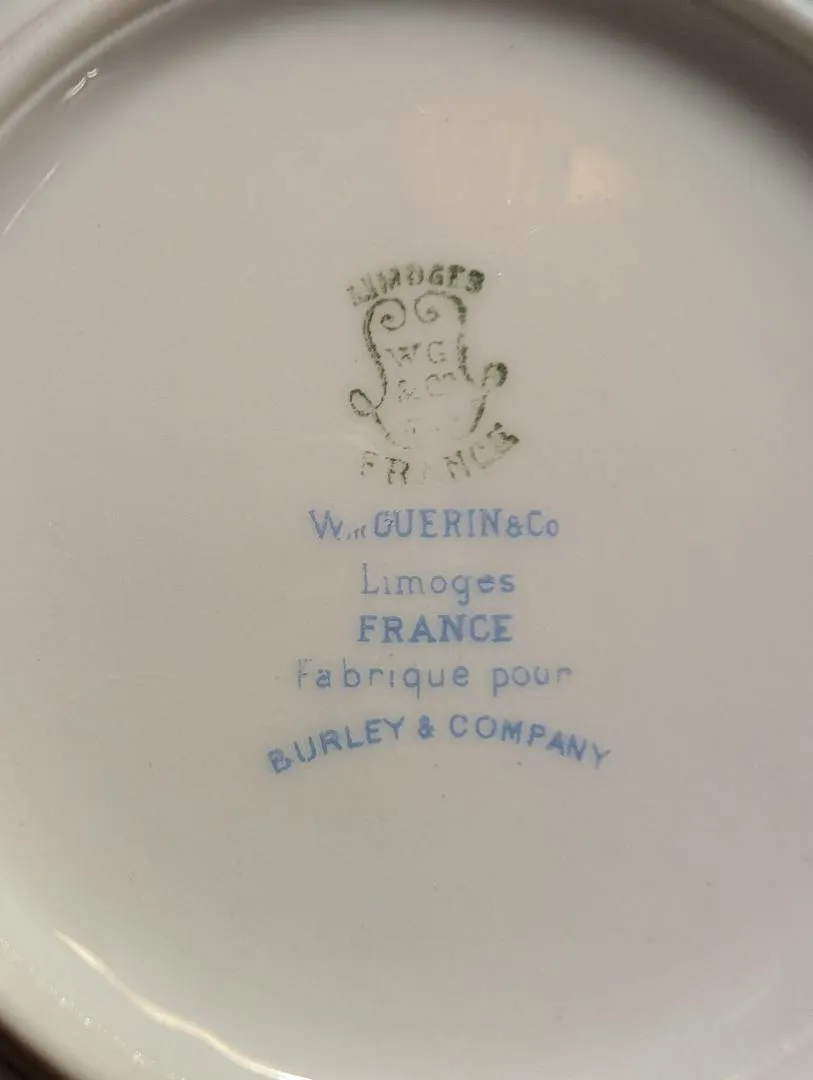 LIMOGES
WG
& Co
FRANCE
Wm GUERIN & Co
Limoges
FRANCE
Fabrique pour
BURLEY & COMPANY